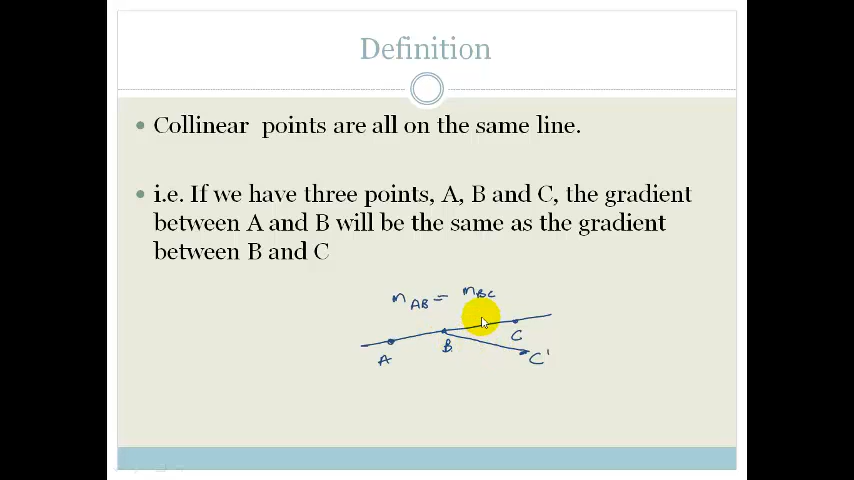 Definition
Collinear points are all on the same line.
i.e. If we have three points, A, B and C, the gradient
between A and B will be the same as the gradient
between B and C
m AB = m BC
A B C
C'